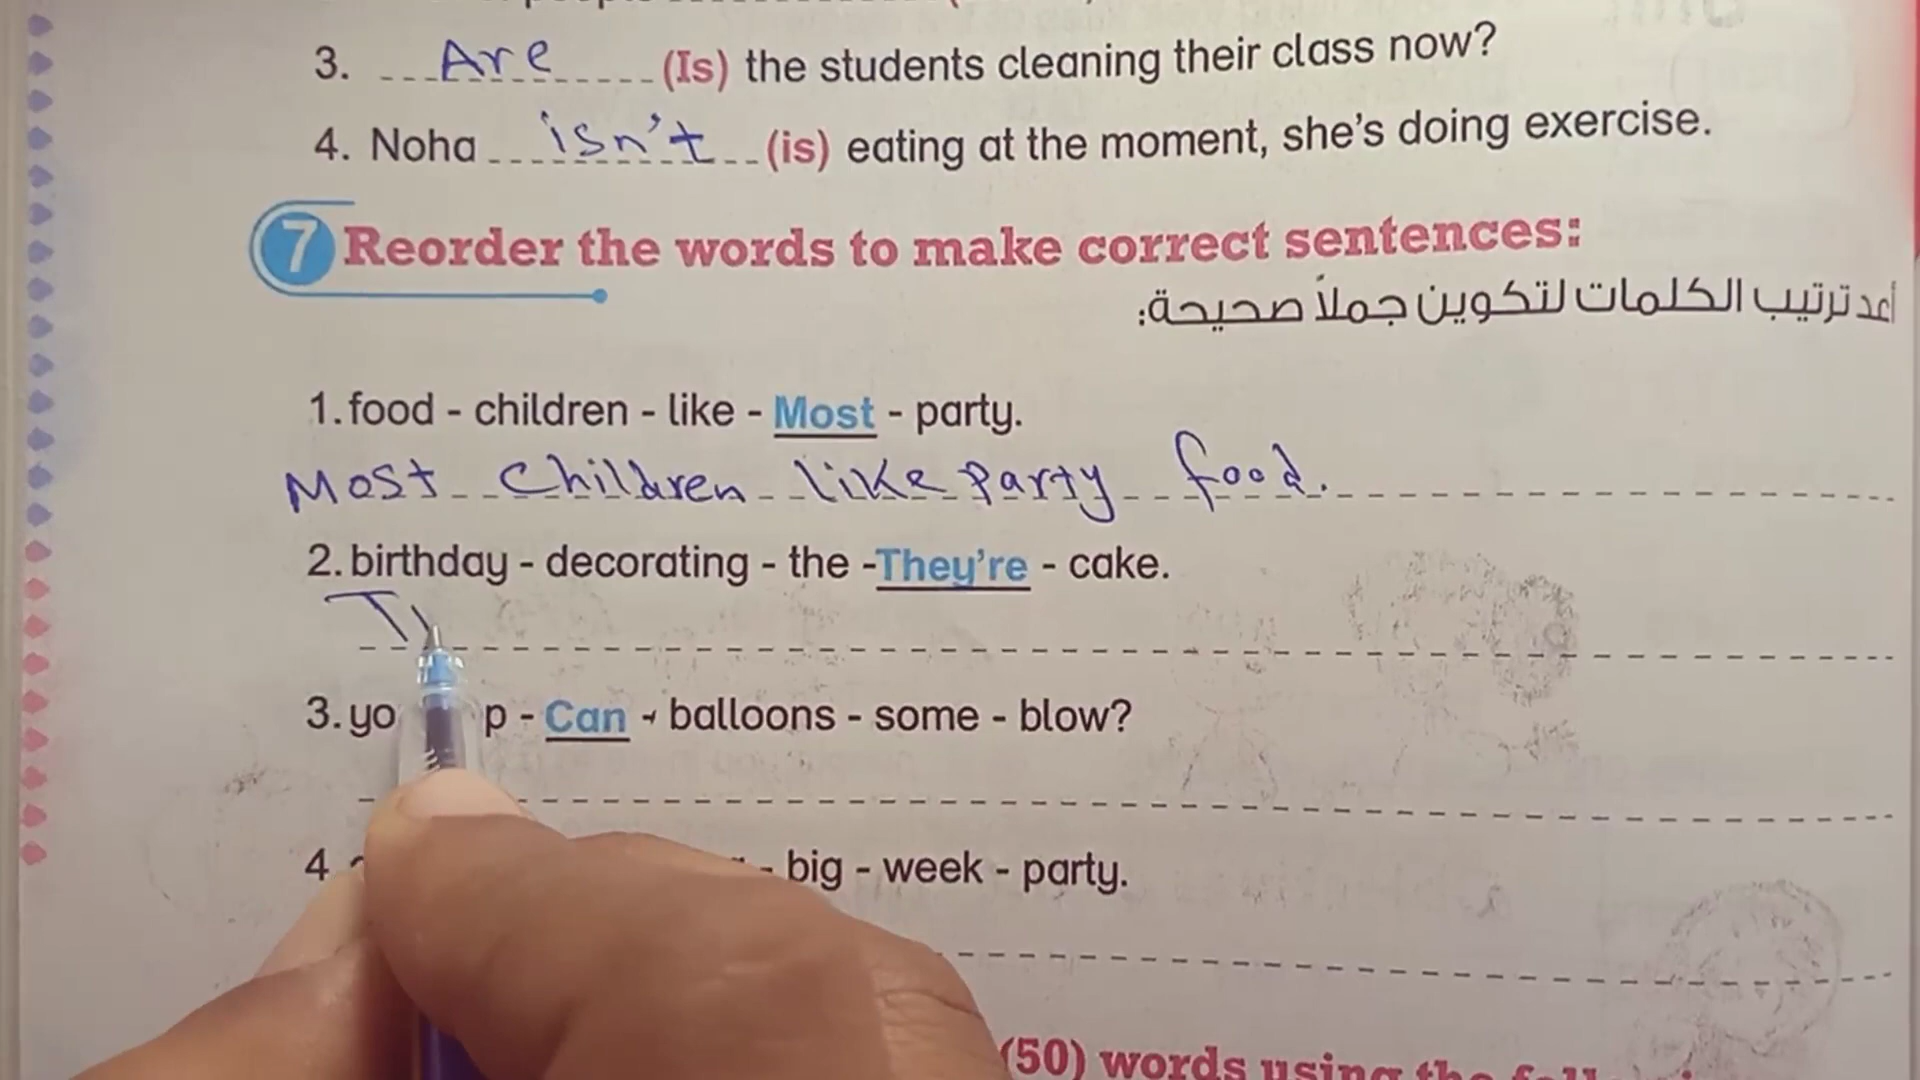 3. Are (Is) the students cleaning their class now?
4. Noha isn't (is) eating at the moment, she's doing exercise.
7 Reorder the words to make correct sentences:
أعد ترتيب الكلمات لتكوين جملاً صحيحة:
1. food - children - like - Most - party.
Most children like party food.
2. birthday - decorating - the - They're - cake.
3. yo p - Can - balloons - some - blow?
4 - big - week - party.
(50) words using the